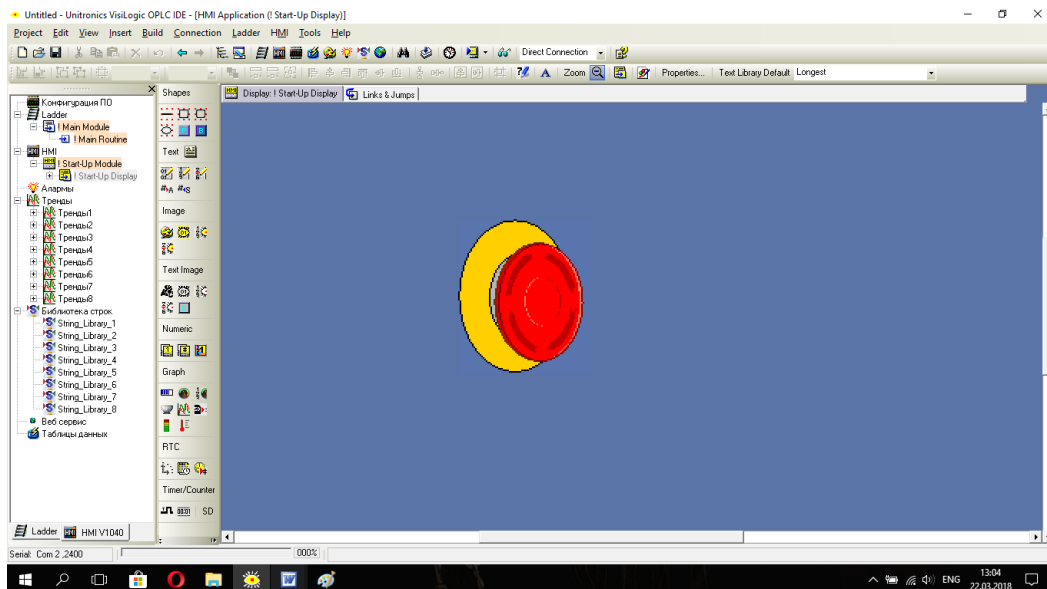 Untitled - Unitronics VisiLogic OPLC IDE - [HMI Application (! Start-Up Display)]
Project Edit View Insert Build Connection Ladder HMI Tools Help
Direct Connection
A Zoom Properties... Text Library Default Longest
Конфигурация ПО
Ladder
! Main Module
! Main Routine
HMI
! Start-Up Module
! Start-Up Display
Алармы
Тренды
Тренды1
Тренды2
Тренды3
Тренды4
Тренды5
Тренды6
Тренды7
Тренды8
Библиотека строк
String_Library_1
String_Library_2
String_Library_3
String_Library_4
String_Library_5
String_Library_6
String_Library_7
String_Library_8
Веб сервис
Таблицы данных
Ladder HMI V1040
Shapes
Text
Image
Text Image
Numeric
Graph
RTC
Timer/Counter
SD
Display: ! Start-Up Display Links & Jumps
Serial: Com 2 ,2400 000%
ENG 13:04
22.03.2018